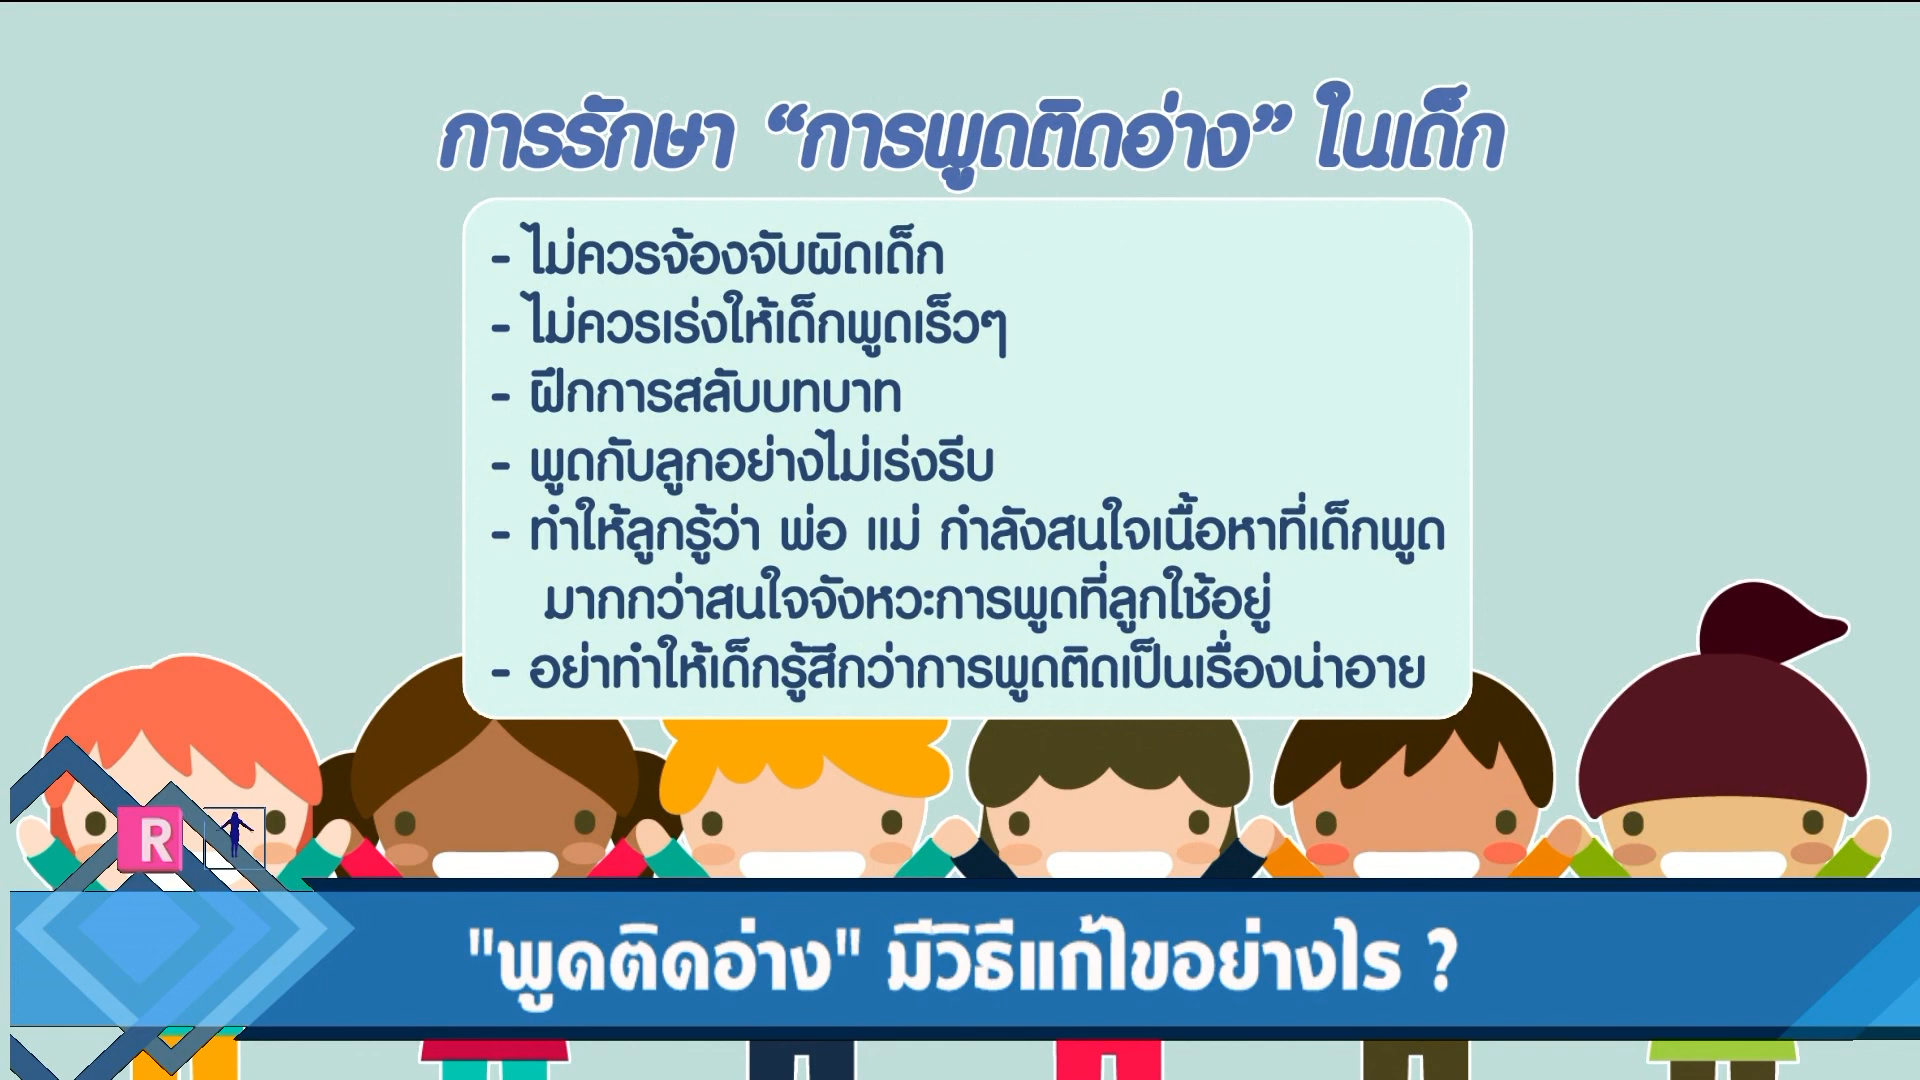 การรักษา “การพูดติดอ่าง” ในเด็ก
- ไม่ควรจ้องจับผิดเด็ก
- ไม่ควรเร่งให้เด็กพูดเร็วๆ
- ฝึกการสลับบทบาท
- พูดกับลูกอย่างไม่เร่งรีบ
- ทำให้ลูกรู้ว่า พ่อ แม่ กำลังสนใจเนื้อหาที่เด็กพูด
มากกว่าสนใจจังหวะการพูดที่ลูกใช้อยู่
- อย่าทำให้เด็กรู้สึกว่าการพูดติดเป็นเรื่องน่าอาย
R
"พูดติดอ่าง" มีวิธีแก้ไขอย่างไร ?